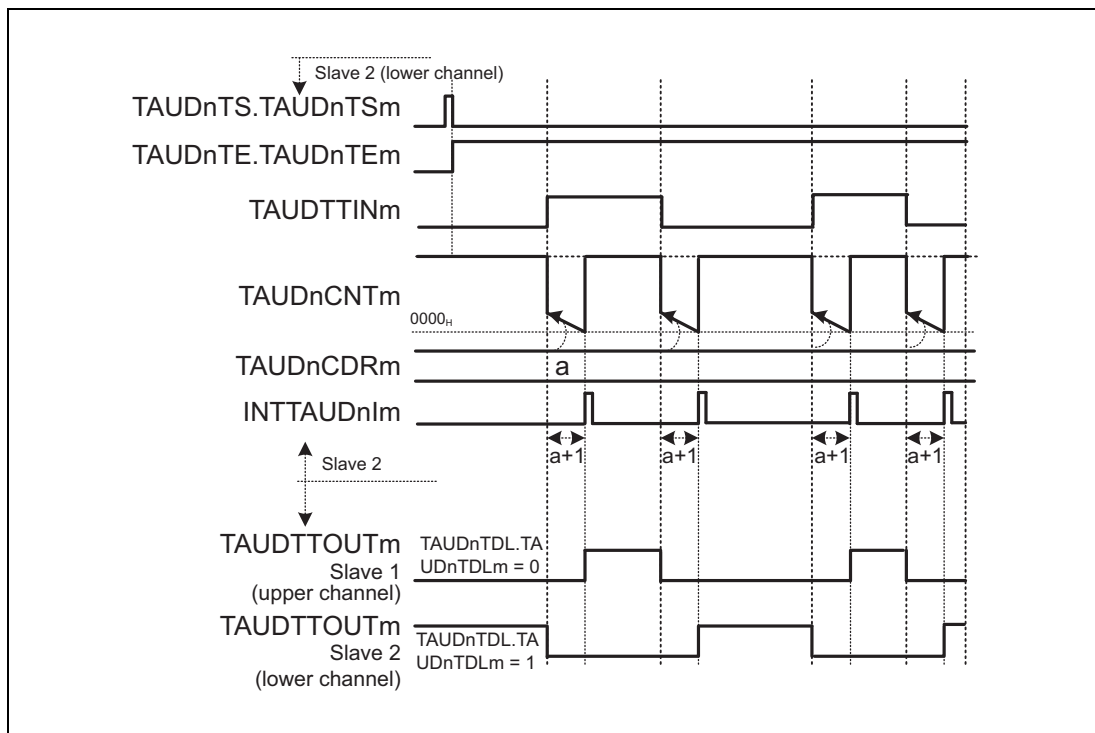 Slave 2 (lower channel)
TAUDnTS.TAUDnTSm
TAUDnTE.TAUDnTEm
TAUDTTINm
TAUDnCNTm
0000H
TAUDnCDRm
a
INTTAUDnIm
a+1 a+1 a+1 a+1
Slave 2
TAUDTTOUTm
Slave 1
(upper channel)
TAUDnTDL.TA
UDnTDLm = 0
TAUDTTOUTm
Slave 2
(lower channel)
TAUDnTDL.TA
UDnTDLm = 1